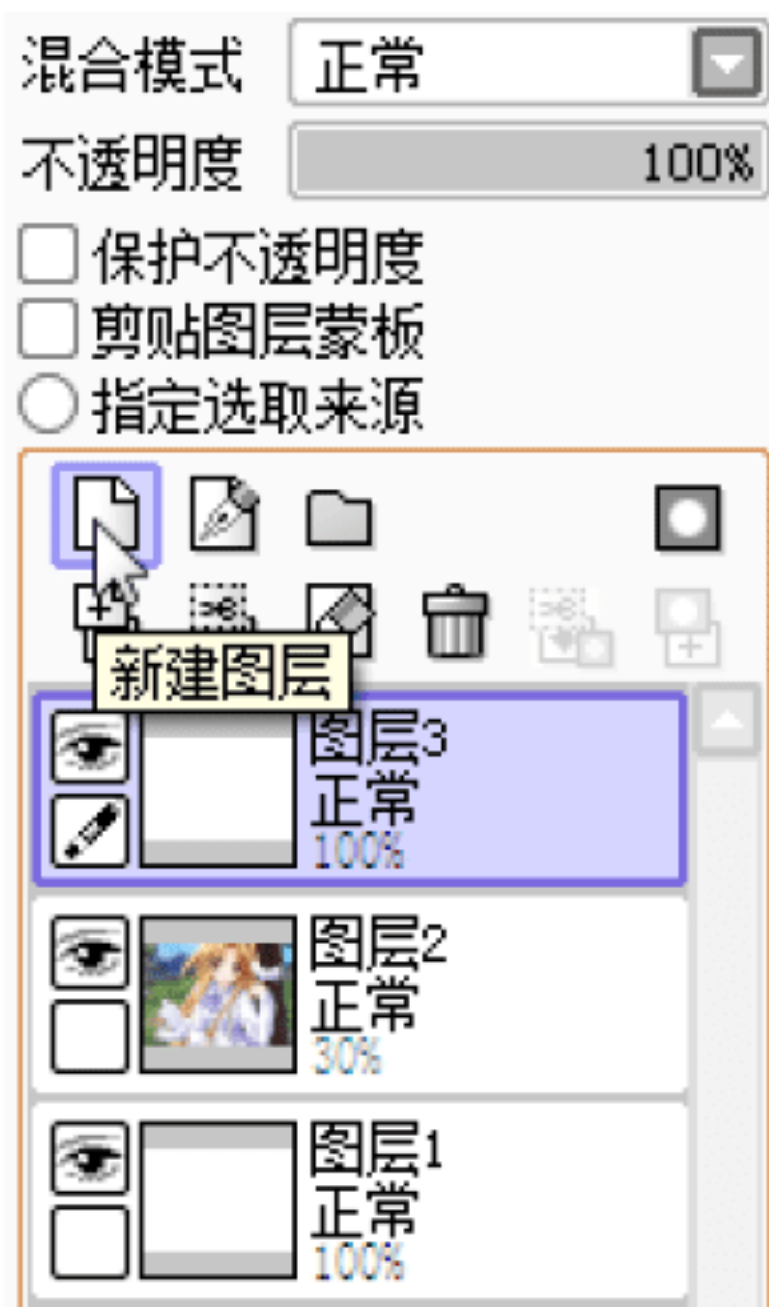 混合模式 正常
不透明度 100%
保护不透明度
剪贴图层蒙板
指定选取来源
新建图层
图层3
正常
100%
图层2
正常
30%
图层1
正常
100%